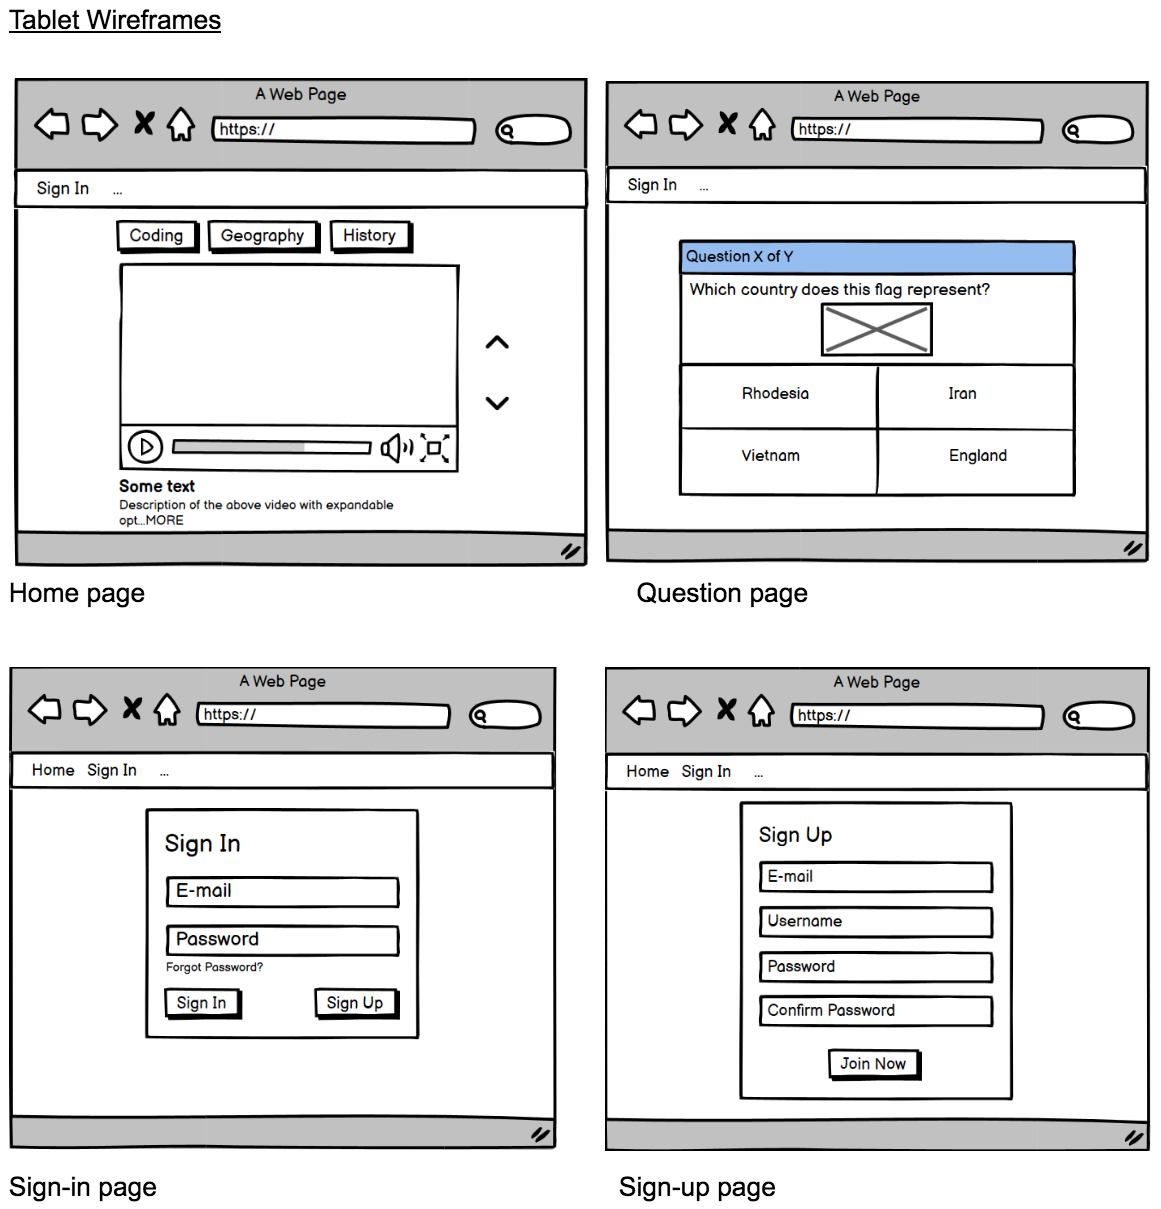 Tablet Wireframes
A Web Page
https://
Sign In ...
Coding Geography History
Some text
Description of the above video with expandable
opt...MORE
Home page
A Web Page
https://
Sign In ...
Question X of Y
Which country does this flag represent?
Rhodesia Iran
Vietnam England
Question page
A Web Page
https://
Home Sign In ...
Sign In
E-mail
Password
Forgot Password?
Sign In Sign Up
Sign-in page
A Web Page
https://
Home Sign In ...
Sign Up
E-mail
Username
Password
Confirm Password
Join Now
Sign-up page